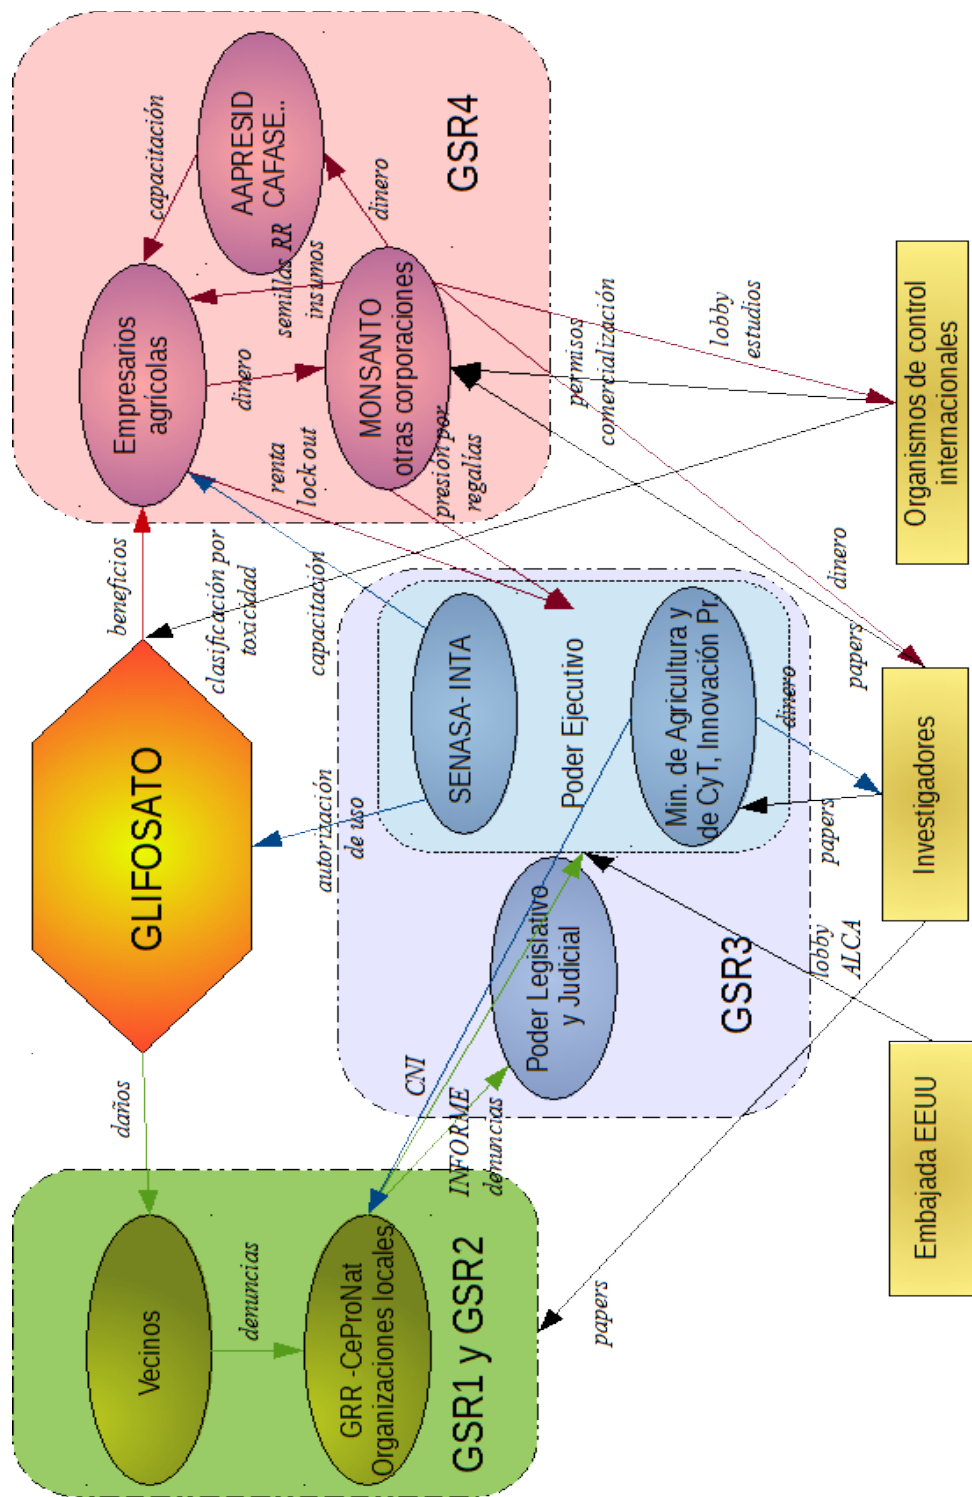 GLIFOSATO
daños
beneficios
clasificación por
toxicidad
autorización
de uso
capacitación
Vecinos
denuncias
GRR -CeProNat
Organizaciones locales
GSR1 y GSR2
CNI
INFORME
denuncias
SENASA- INTA
Poder Ejecutivo
Min. de Agricultura y
de CyT, Innovación Pr,
Poder Legislativo
y Judicial
GSR3
Empresarios
agrícolas
capacitación
AAPRESID
CAFASE..
dinero
semillas RR
insumos
dinero
MONSANTO
otras corporaciones
GSR4
renta
lock out
presión por
regalías
permisos
comercialización
lobby
estudios
dinero
papers
dinero
papers
lobby
ALCA
papers
Embajada EEUU
Investigadores
Organismos de control
internacionales